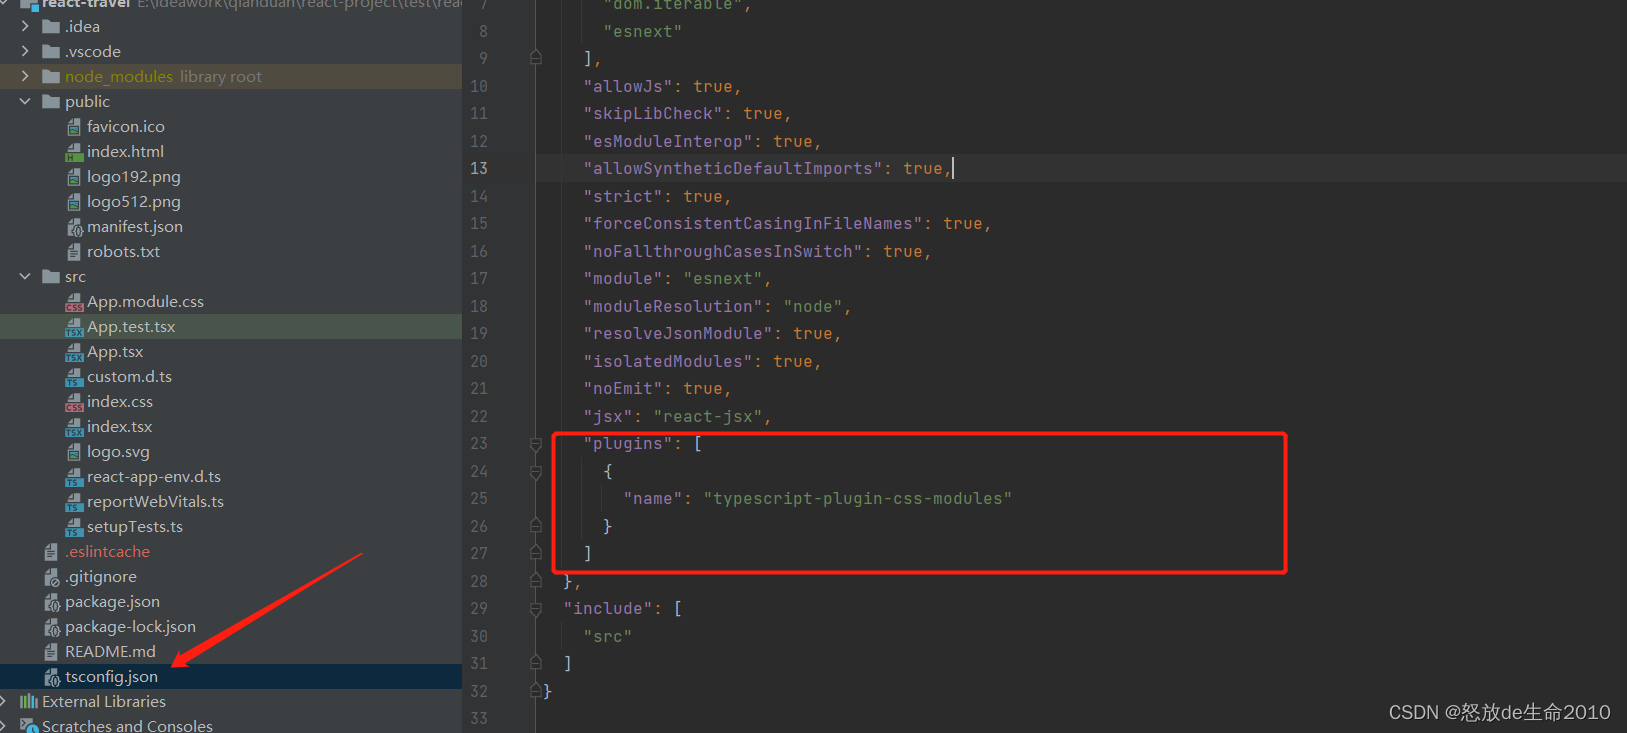 react-travel E:\ideawork\qianduan\react-project\test\rea
.idea
.vscode
node_modules library root
public
favicon.ico
index.html
logo192.png
logo512.png
manifest.json
robots.txt
src
App.module.css
App.test.tsx
App.tsx
custom.d.ts
index.css
index.tsx
logo.svg
react-app-env.d.ts
reportWebVitals.ts
setupTests.ts
.eslintcache
.gitignore
package.json
package-lock.json
README.md
tsconfig.json
External Libraries
Scratches and Consoles
7 "dom.iterable",
8 "esnext"
9 ],
10 "allowJs": true,
11 "skipLibCheck": true,
12 "esModuleInterop": true,
13 "allowSyntheticDefaultImports": true,
14 "strict": true,
15 "forceConsistentCasingInFileNames": true,
16 "noFallthroughCasesInSwitch": true,
17 "module": "esnext",
18 "moduleResolution": "node",
19 "resolveJsonModule": true,
20 "isolatedModules": true,
21 "noEmit": true,
22 "jsx": "react-jsx",
23 "plugins": [
24 {
25 "name": "typescript-plugin-css-modules"
26 }
27 ]
28 },
29 "include": [
30 "src"
31 ]
32 }
33
CSDN @怒放de生命2010